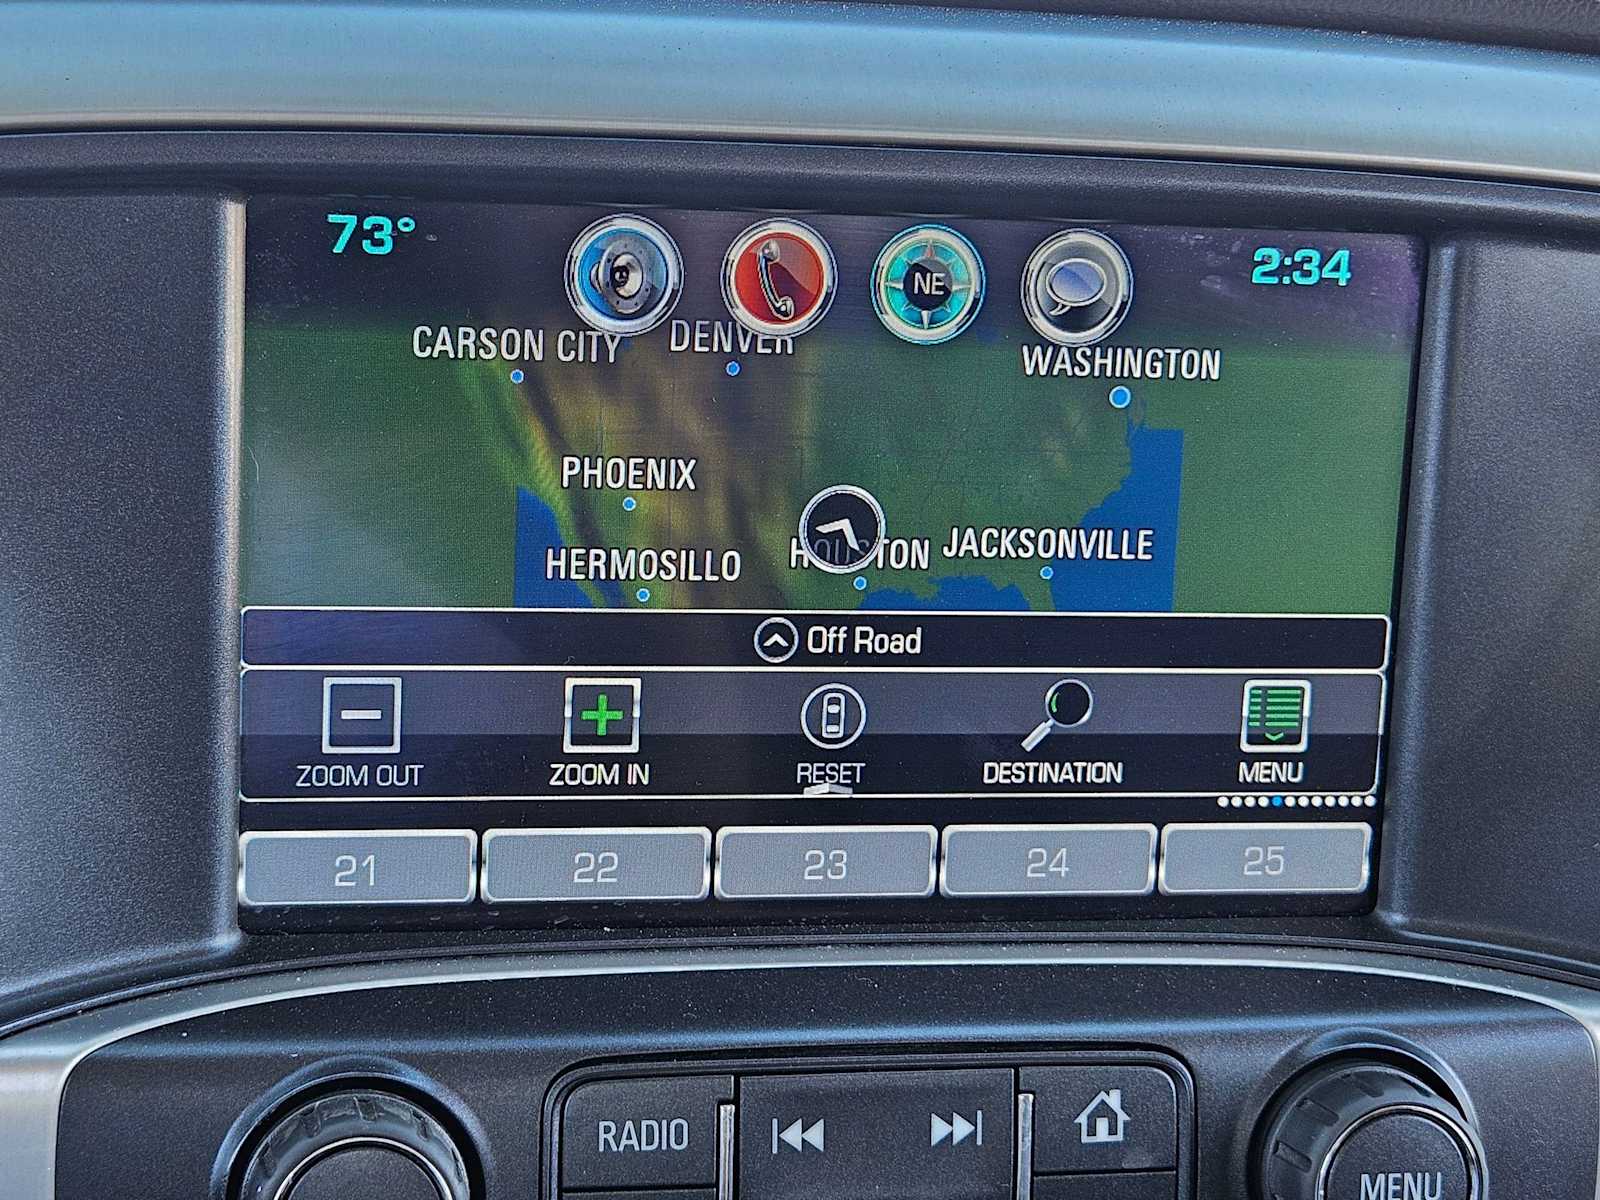 73°
NE
2:34
CARSON CITY
DENVER
WASHINGTON
PHOENIX
HERMOSILLO
HOUSTON
JACKSONVILLE
Off Road
ZOOM OUT
ZOOM IN
RESET
DESTINATION
MENU
21
22
23
24
25
RADIO
MENU